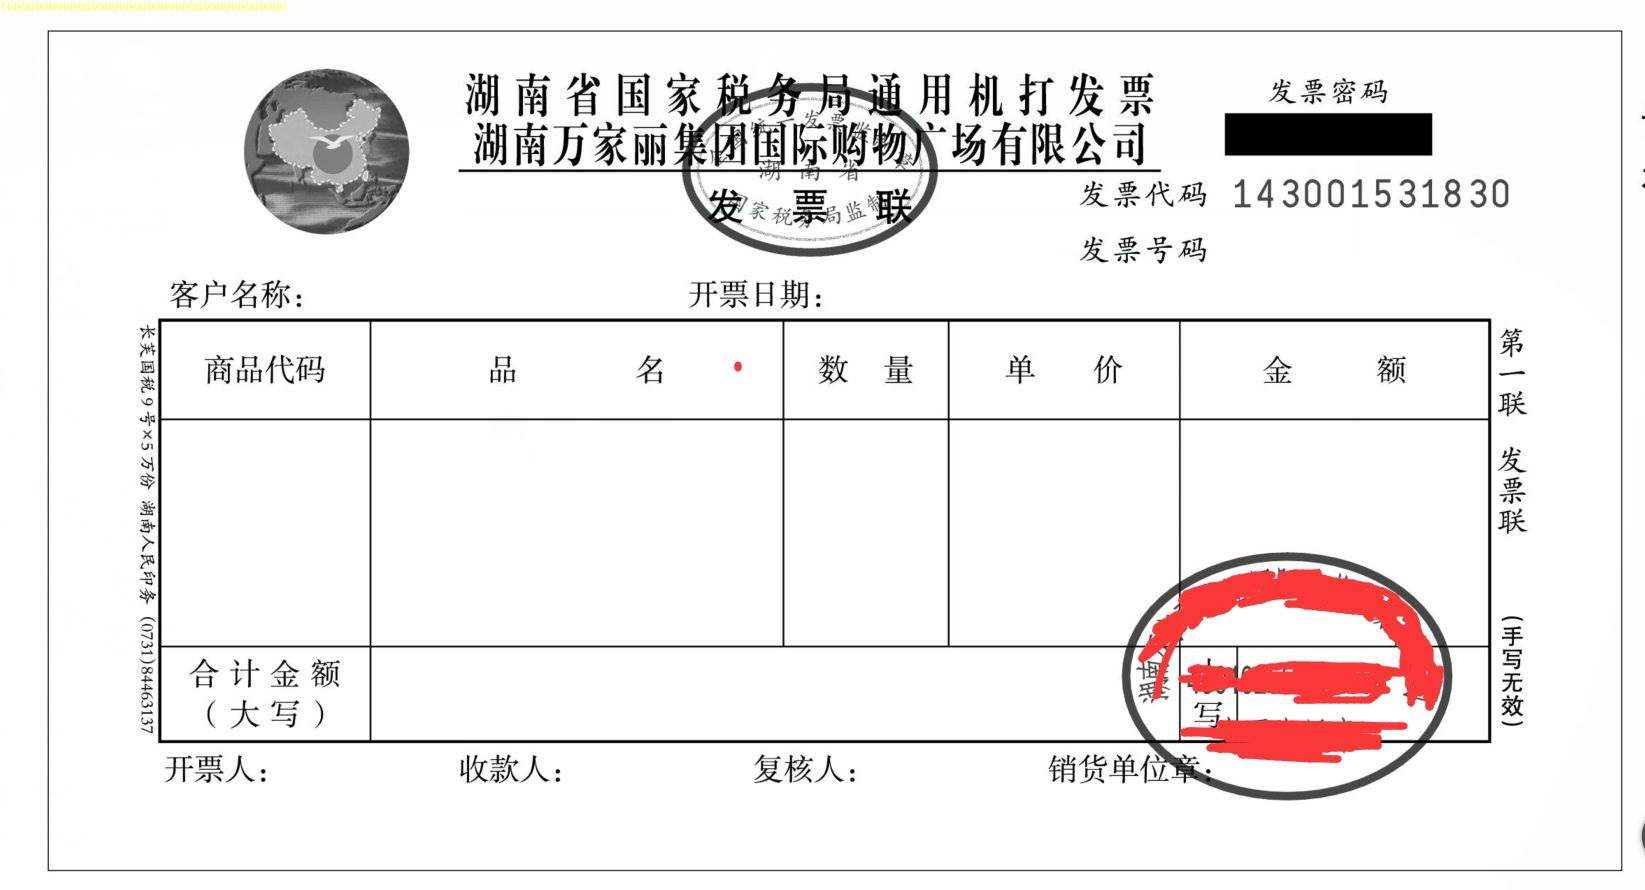 10000000000000000000000000000000000000000
湖南省国家税务局通用机打发票
湖南万家丽集团国际购物广场有限公司
发票联
全国统一发票监制章
湖南省
国家税务局监制
发票密码
发票代码 143001531830
发票号码
客户名称：
开票日期：
商品代码 品名 数量 单价 金额
合计金额
（大写）
写
开票人：
收款人：
复核人：
销货单位章：
长芙国税9号×5万份 湖南人民印务 (0731)84463137
第一联 发票联 （手写无效）
湖南